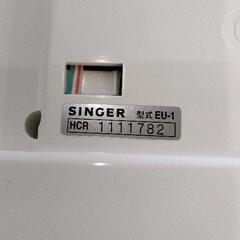 SINGER 型式 EU-1
HCR 1111782